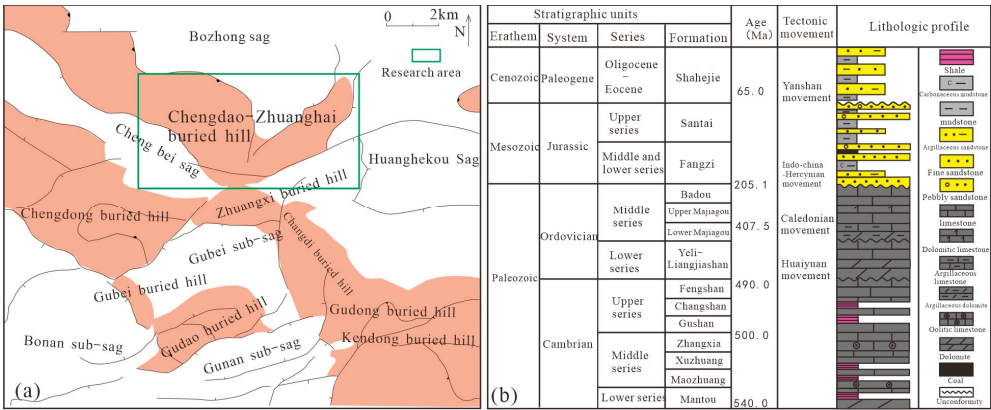 0 2km
N
Research area
Bozhong sag
Chengdao-Zhuanghai
buried hill
Cheng bei sag
Huanghekou Sag
Zhuangxi buried hill
Chengdong buried hill
Changdi buried hill
Gubei sub-sag
Gubei buried hill
Gudong buried hill
Gudao buried hill
Kendong buried hill
Bonan sub-sag
Gunan sub-sag
(a)
Stratigraphic units
Age
(Ma)
Tectonic
movement
Lithologic profile
Erathem
System
Series
Formation
Cenozoic
Paleogene
Oligocene
–
Eocene
Shahejie
65.0
Yanshan
movement
Mesozoic
Jurassic
Upper
series
Santai
Middle and
lower series
Fangzi
205.1
Indo-china
-Hercynian
movement
Paleozoic
Ordovician
Middle
series
Badou
Upper Majiagou
Lower Majiagou
407.5
Caledonian
movement
Lower
series
Yeli-
Liangjiashan
Huaiyuan
movement
490.0
Cambrian
Upper
series
Fengshan
Changshan
Gushan
500.0
Middle
series
Zhangxia
Xuzhuang
Maozhuang
Lower series
Mantou
540.0
Shale
C
Carbonaceous mudstone
mudstone
Argillaceous sandstone
Fine sandstone
Pebbly sandstone
limestone
Dolomitic limestone
Argillaceous
limestone
Argillaceous dolomite
Oolitic limestone
Dolomite
Coal
Unconformity
C
C
(b)